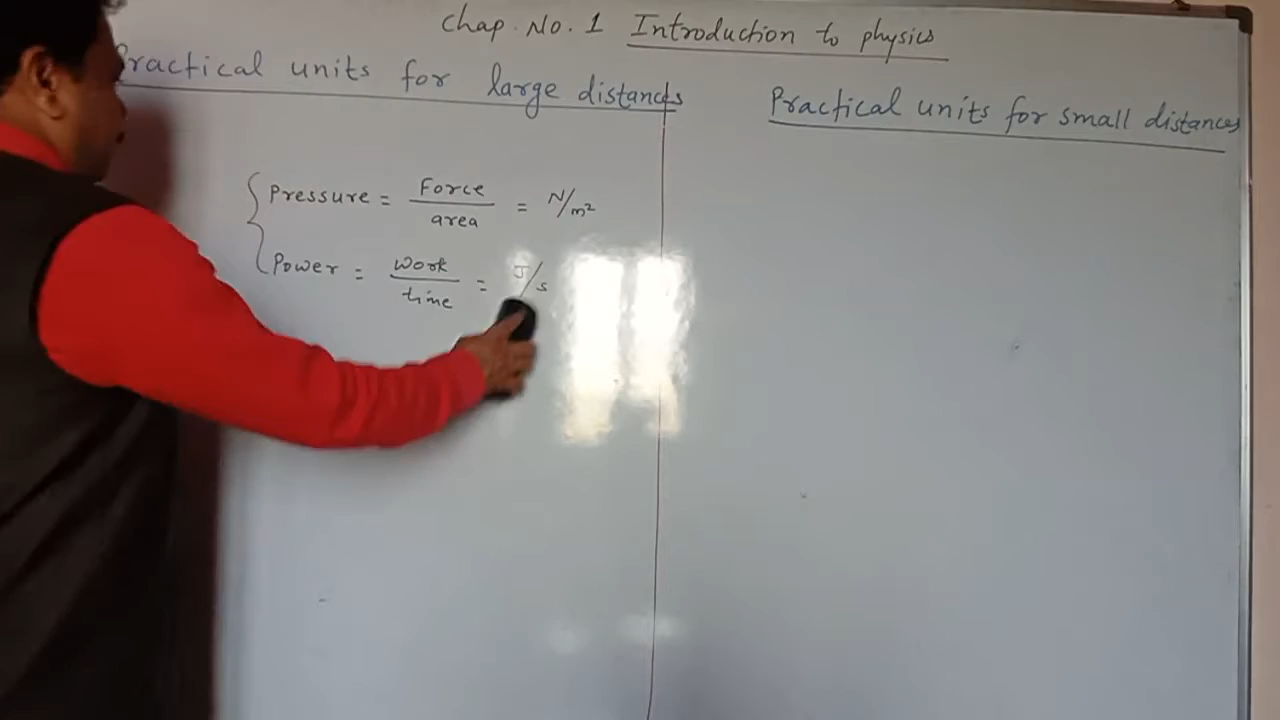 Chap. No. 1 Introduction to physics
Practical units for large distances
Pressure = Force / area = N/m²
Power = Work / time = J/s
Practical units for small distances